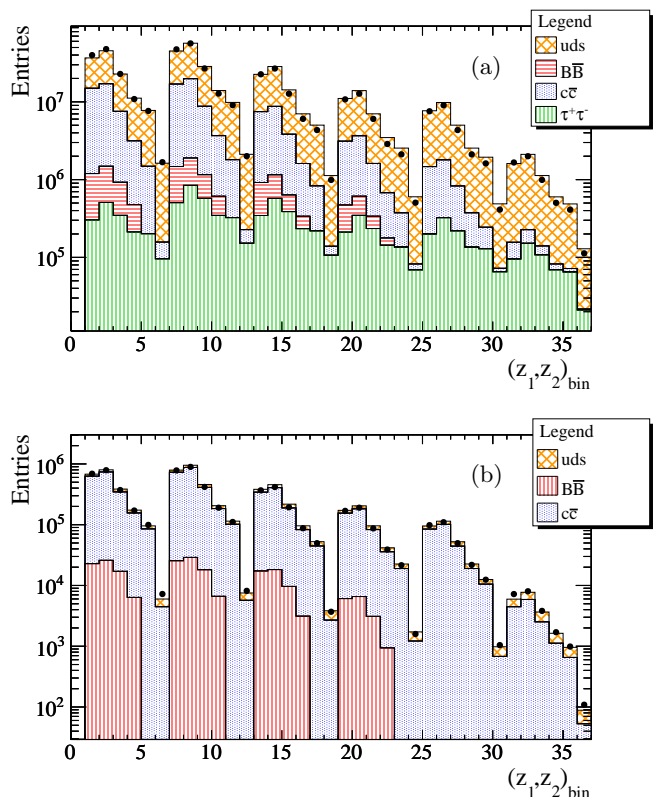 Entries
(a)
Legend
uds
BB̅
cc̅
τ⁺τ⁻
10⁷
10⁶
10⁵
0 5 10 15 20 25 30 35
(z₁,z₂)bin
Entries
(b)
Legend
uds
BB̅
cc̅
10⁶
10⁵
10⁴
10³
10²
0 5 10 15 20 25 30 35
(z₁,z₂)bin